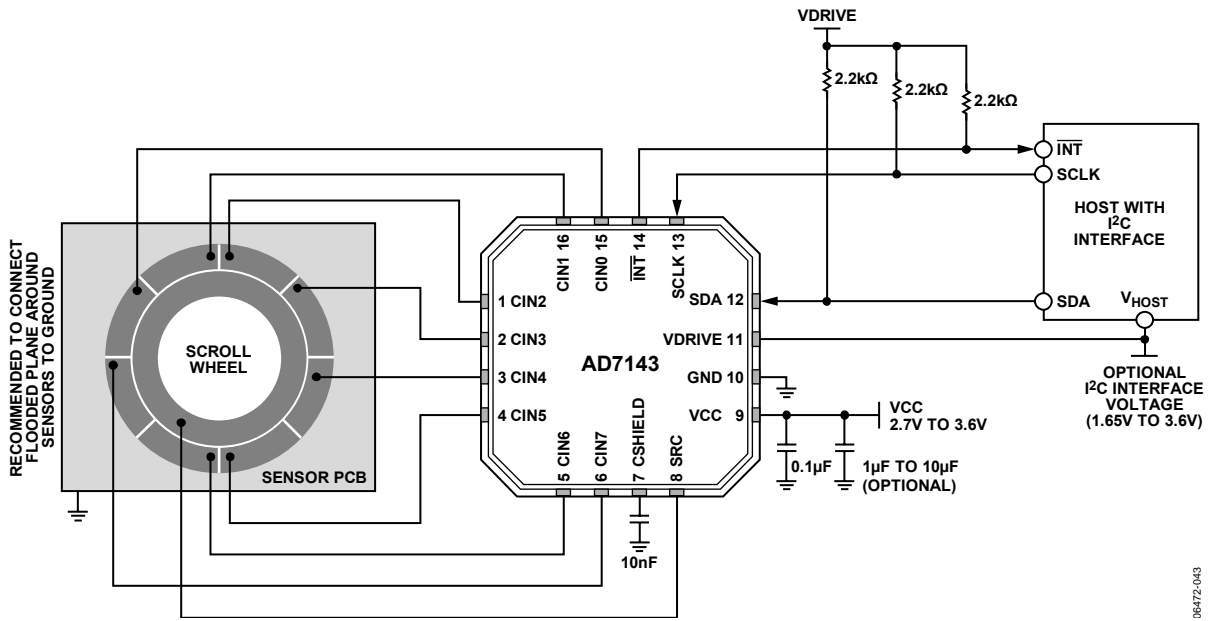 VDRIVE
2.2kΩ
2.2kΩ
2.2kΩ
INT
SCLK
HOST WITH
I2C
INTERFACE
SDA
VHOST
OPTIONAL
I2C INTERFACE
VOLTAGE
(1.65V TO 3.6V)
RECOMMENDED TO CONNECT
FLOODED PLANE AROUND
SENSORS TO GROUND
SCROLL
WHEEL
SENSOR PCB
CIN1 16
CIN0 15
INT 14
SCLK 13
1 CIN2
2 CIN3
3 CIN4
4 CIN5
AD7143
SDA 12
VDRIVE 11
GND 10
VCC 9
5 CIN6
6 CIN7
7 CSHIELD
8 SRC
VCC
2.7V TO 3.6V
0.1µF
1µF TO 10µF
(OPTIONAL)
10nF
06472-043